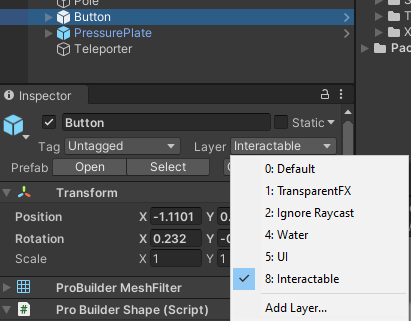 Pole
Button
PressurePlate
Teleporter
Pac
Inspector
Button Static
Tag Untagged Layer Interactable
Prefab Open Select
0: Default
1: TransparentFX
2: Ignore Raycast
4: Water
5: UI
8: Interactable
Add Layer...
Transform
Position X -1.1101 Y 0.
Rotation X 0.232 Y -0
Scale X 1 Y 1
ProBuilder MeshFilter
Pro Builder Shape (Script)